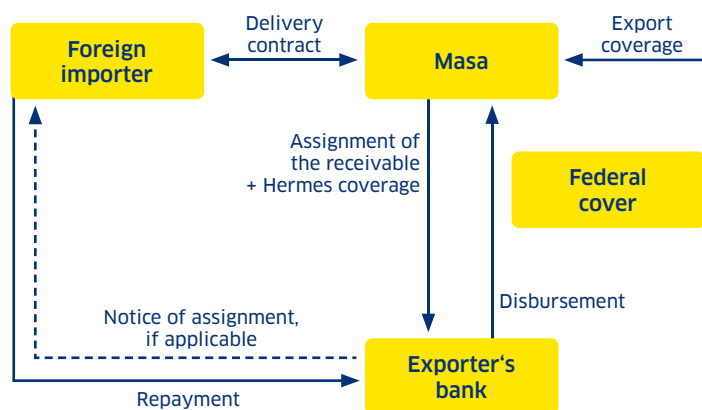 Delivery
contract
Export
coverage
Foreign
importer
Masa
Assignment of
the receivable
+ Hermes coverage
Federal
cover
Disbursement
Notice of assignment,
if applicable
Exporter‘s
bank
Repayment